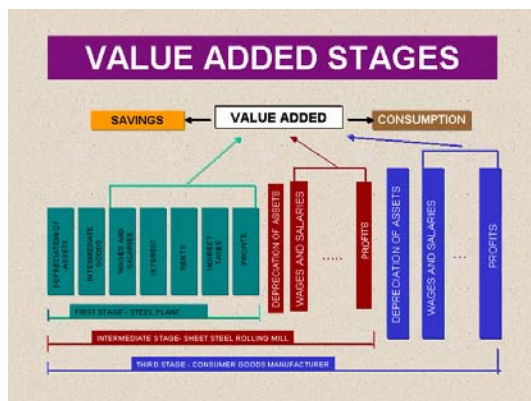 VALUE ADDED STAGES
SAVINGS
VALUE ADDED
CONSUMPTION
DEPRECIATION OF
ASSETS
INTERMEDIATE
GOODS
WAGES AND
SALARIES
INTEREST
RENTS
INDIRECT
TAXES
PROFITS
DEPRECIATION OF ASSETS
WAGES AND SALARIES
.....
PROFITS
DEPRECIATION OF ASSETS
WAGES AND SALARIES
...
PROFITS
FIRST STAGE - STEEL PLANT
INTERMEDIATE STAGE- SHEET STEEL ROLLING MILL
THIRD STAGE - CONSUMER GOODS MANUFACTURER